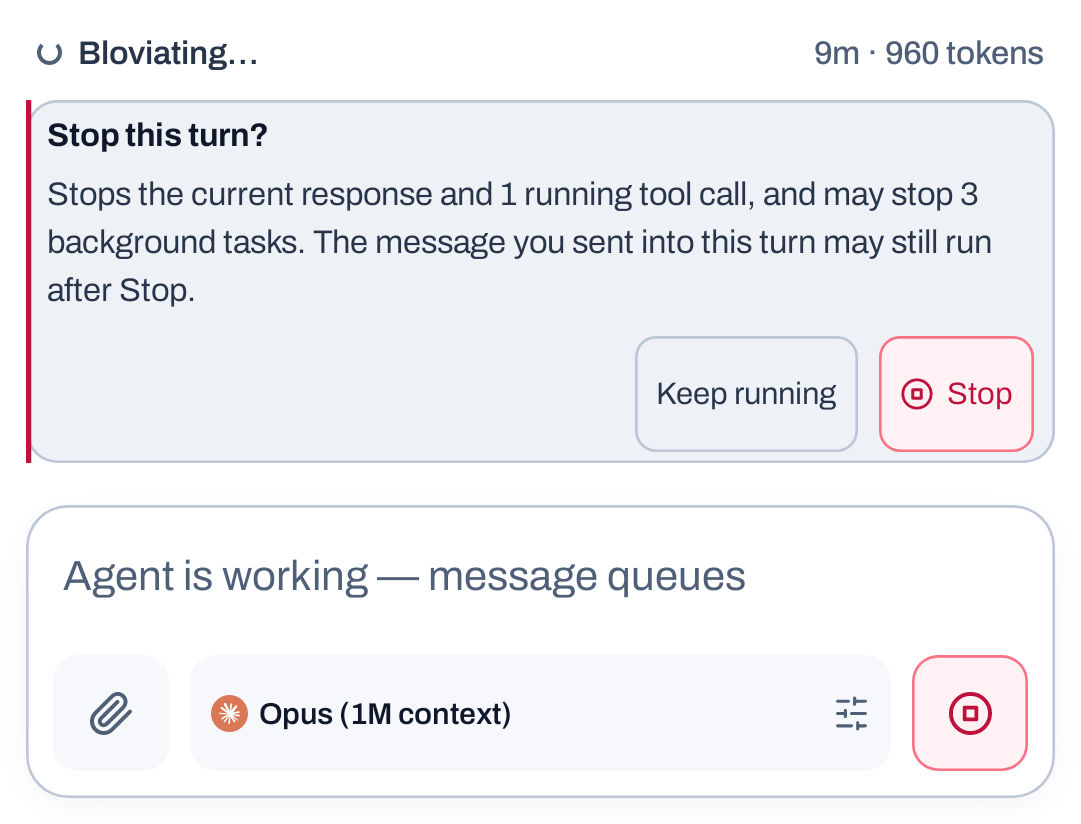 Bloviating…
9m · 960 tokens
Stop this turn?
Stops the current response and 1 running tool call, and may stop 3
background tasks. The message you sent into this turn may still run
after Stop.
Keep running
Stop
Agent is working — message queues
Opus (1M context)